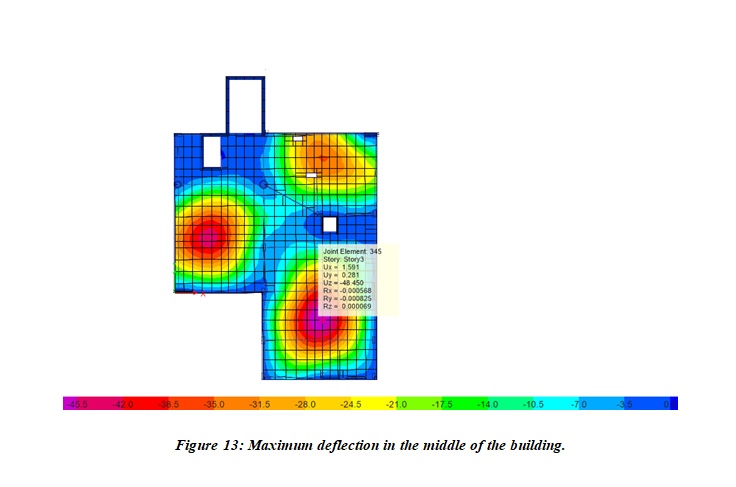 Joint Element: 345
Story: Story3
Ux = 1.591
Uy = 0.281
Uz = -48.450
Rx = -0.000568
Ry = -0.000825
Rz = 0.000069
-45.5 -42.0 -38.5 -35.0 -31.5 -28.0 -24.5 -21.0 -17.5 -14.0 -10.5 -7.0 -3.5
Figure 13: Maximum deflection in the middle of the building.